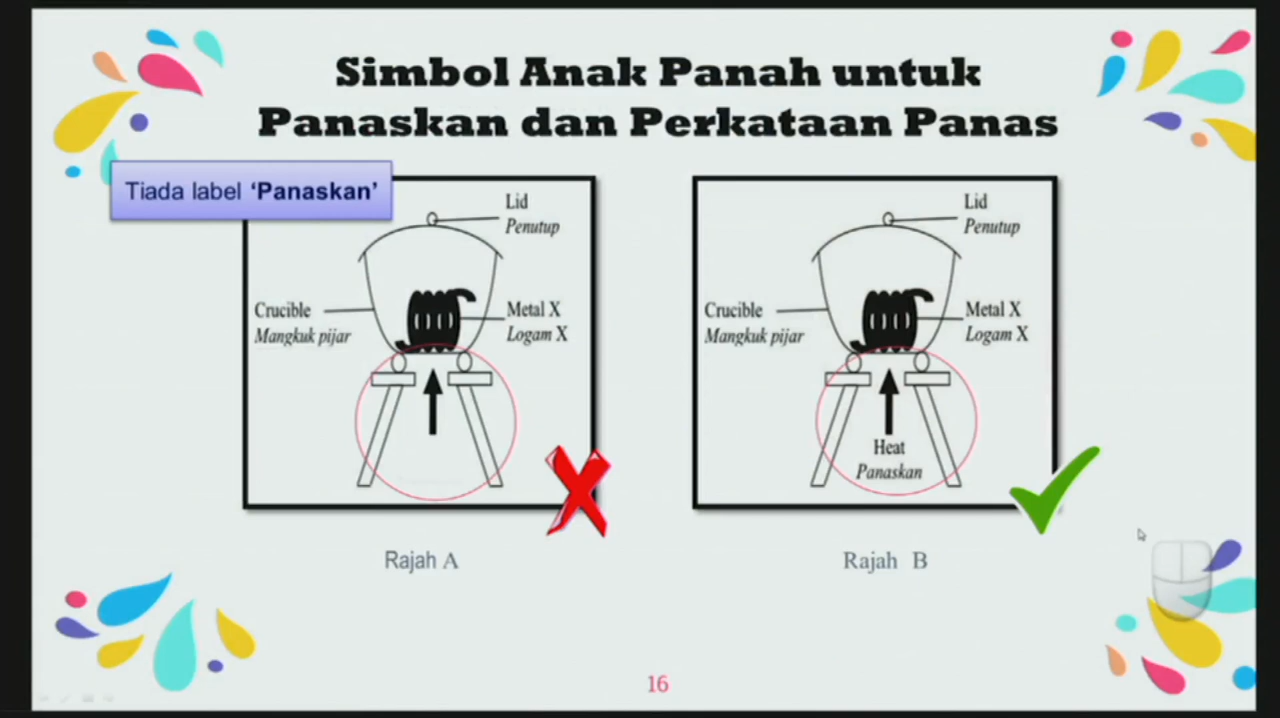 Simbol Anak Panah untuk
Panaskan dan Perkataan Panas
Tiada label ‘Panaskan’
Lid
Penutup
Crucible
Mangkuk pijar
Metal X
Logam X
Rajah A
Lid
Penutup
Crucible
Mangkuk pijar
Metal X
Logam X
Heat
Panaskan
Rajah B
16